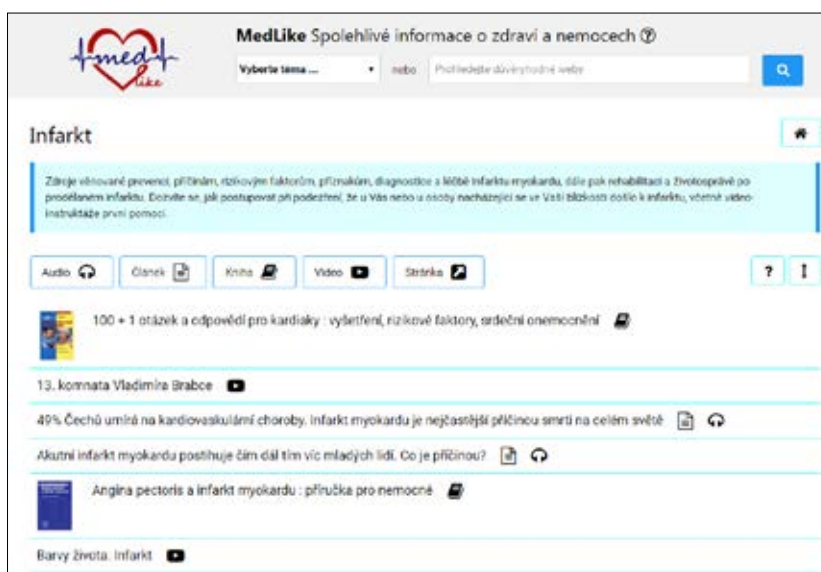 med
like
MedLike Spolehlivé informace o zdraví a nemocech ?
Vyberte téma ...
nebo
Prohledejte důvěryhodné weby
Infarkt
Zdroje věnované prevenci, příčinám, rizikovým faktorům, příznakům, diagnostice a léčbě infarktu myokardu, dále pak rehabilitaci a životosprávě po
prodělaném infarktu. Dozvíte se, jak postupovat při podezření, že u Vás nebo u osoby nacházející se ve Vaší blízkosti došlo k infarktu, včetně video-
instruktáže první pomoci.
Audio
Článek
Kniha
Video
Stránka
?
100 + 1 otázek a odpovědí pro kardiaky : vyšetření, rizikové faktory, srdeční onemocnění
13. komnata Vladimíra Brabce
49% Čechů umírá na kardiovaskulární choroby. Infarkt myokardu je nejčastější příčinou smrti na celém světě
Akutní infarkt myokardu postihuje čím dál tím víc mladých lidí. Co je příčinou?
Angina pectoris a infarkt myokardu : příručka pro nemocné
Barvy života. Infarkt